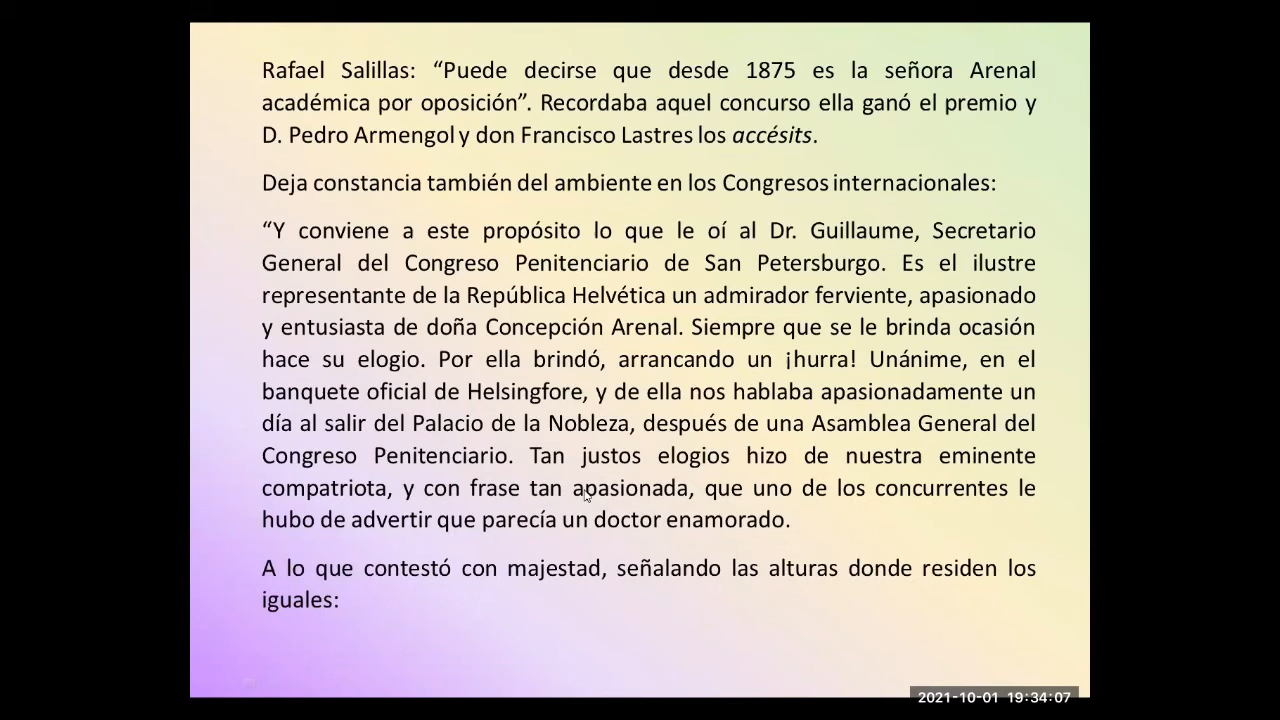 Rafael Salillas: “Puede decirse que desde 1875 es la señora Arenal
académica por oposición”. Recordaba aquel concurso ella ganó el premio y
D. Pedro Armengol y don Francisco Lastres los accésits.
Deja constancia también del ambiente en los Congresos internacionales:
“Y conviene a este propósito lo que le oí al Dr. Guillaume, Secretario
General del Congreso Penitenciario de San Petersburgo. Es el ilustre
representante de la República Helvética un admirador ferviente, apasionado
y entusiasta de doña Concepción Arenal. Siempre que se le brinda ocasión
hace su elogio. Por ella brindó, arrancando un ¡hurra! Unánime, en el
banquete oficial de Helsingfore, y de ella nos hablaba apasionadamente un
día al salir del Palacio de la Nobleza, después de una Asamblea General del
Congreso Penitenciario. Tan justos elogios hizo de nuestra eminente
compatriota, y con frase tan apasionada, que uno de los concurrentes le
hubo de advertir que parecía un doctor enamorado.
A lo que contestó con majestad, señalando las alturas donde residen los
iguales:
2021-10-01 19:34:07